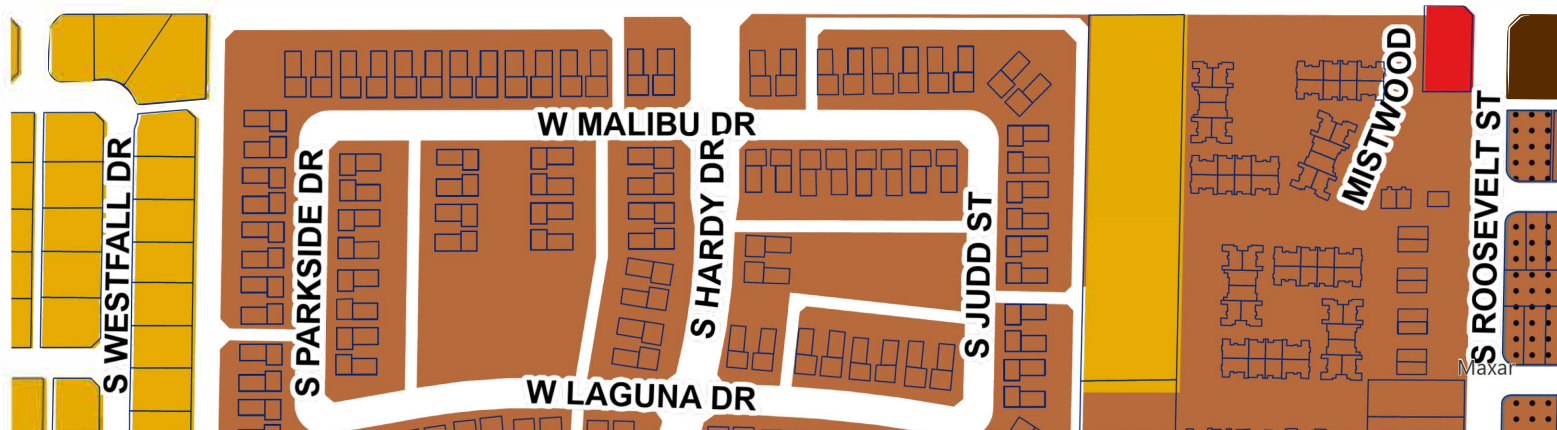 W MALIBU DR
MISTWOOD
S WESTFALL DR
S PARKSIDE DR
S HARDY DR
S JUDD ST
S ROOSEVELT ST
Maxar
W LAGUNA DR